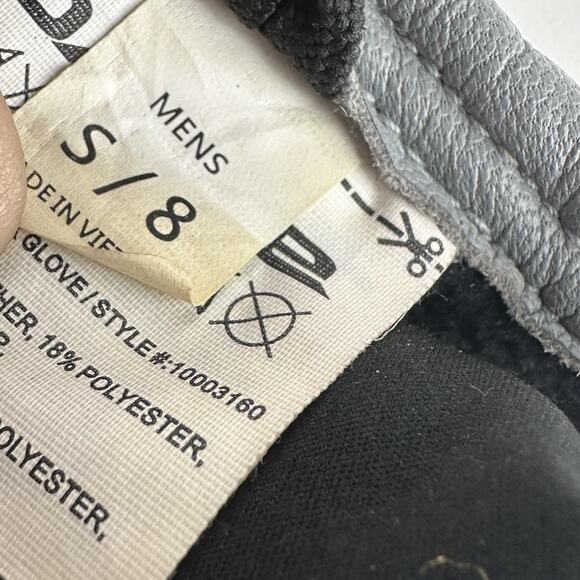 MENS
S / 8
DE IN VIE
GLOVE / STYLE #:10003160
HER, 18% POLYESTER,
OLYESTER,